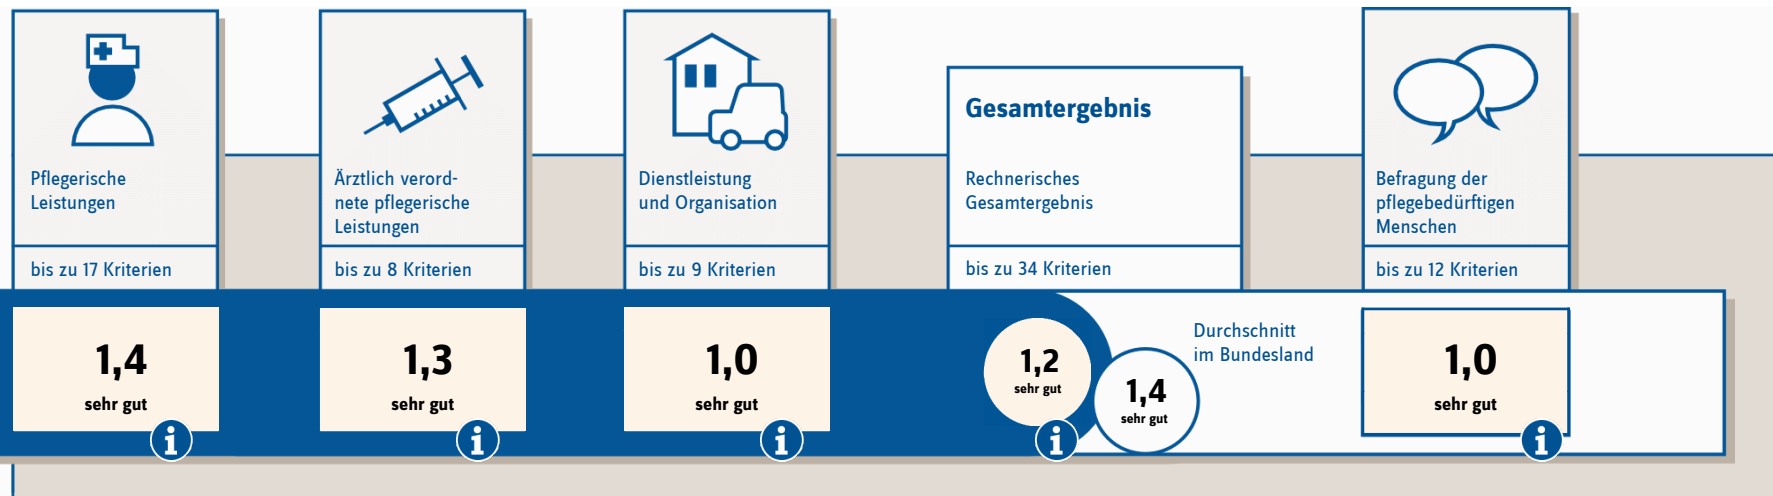 Pflegerische
Leistungen
bis zu 17 Kriterien
1,4
sehr gut
i
Ärztlich verord-
nete pflegerische
Leistungen
bis zu 8 Kriterien
1,3
sehr gut
i
Dienstleistung
und Organisation
bis zu 9 Kriterien
1,0
sehr gut
i
Gesamtergebnis
Rechnerisches
Gesamtergebnis
bis zu 34 Kriterien
1,2
sehr gut
i
1,4
sehr gut
Durchschnitt
im Bundesland
Befragung der
pflegebedürftigen
Menschen
bis zu 12 Kriterien
1,0
sehr gut
i